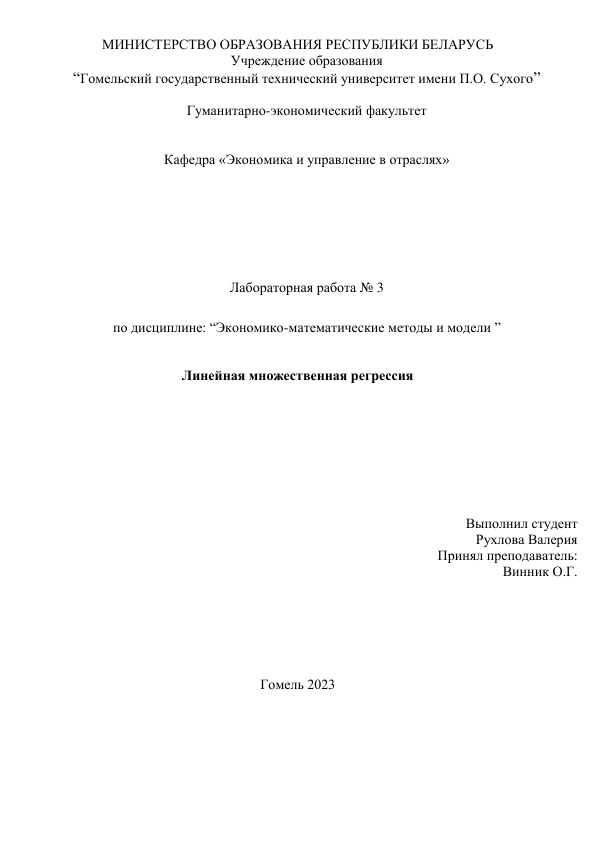 МИНИСТЕРСТВО ОБРАЗОВАНИЯ РЕСПУБЛИКИ БЕЛАРУСЬ
Учреждение образования
“Гомельский государственный технический университет имени П.О. Сухого”
Гуманитарно-экономический факультет
Кафедра «Экономика и управление в отраслях»
Лабораторная работа № 3
по дисциплине: “Экономико-математические методы и модели ”
Линейная множественная регрессия
Выполнил студент
Рухлова Валерия
Принял преподаватель:
Винник О.Г.
Гомель 2023